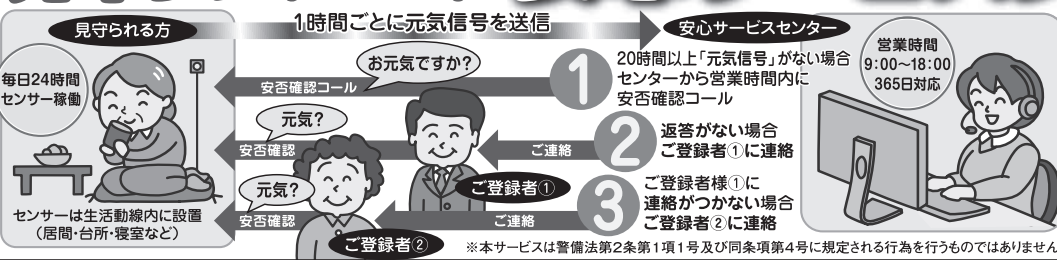 見守られる方
1時間ごとに元気信号を送信
安心サービスセンター
毎日24時間
センサー稼働
お元気ですか?
安否確認コール
1
20時間以上「元気信号」がない場合
センターから営業時間内に
安否確認コール
営業時間
9:00〜18:00
365日対応
元気?
安否確認
ご連絡
2
返答がない場合
ご登録者①に連絡
ご登録者①
元気?
安否確認
ご連絡
3
ご登録者様①に
連絡がつかない場合
ご登録者②に連絡
ご登録者②
センサーは生活動線内に設置
(居間・台所・寝室など)
※本サービスは警備法第2条第1項1号及び同条項第4号に規定される行為を行うものではありません